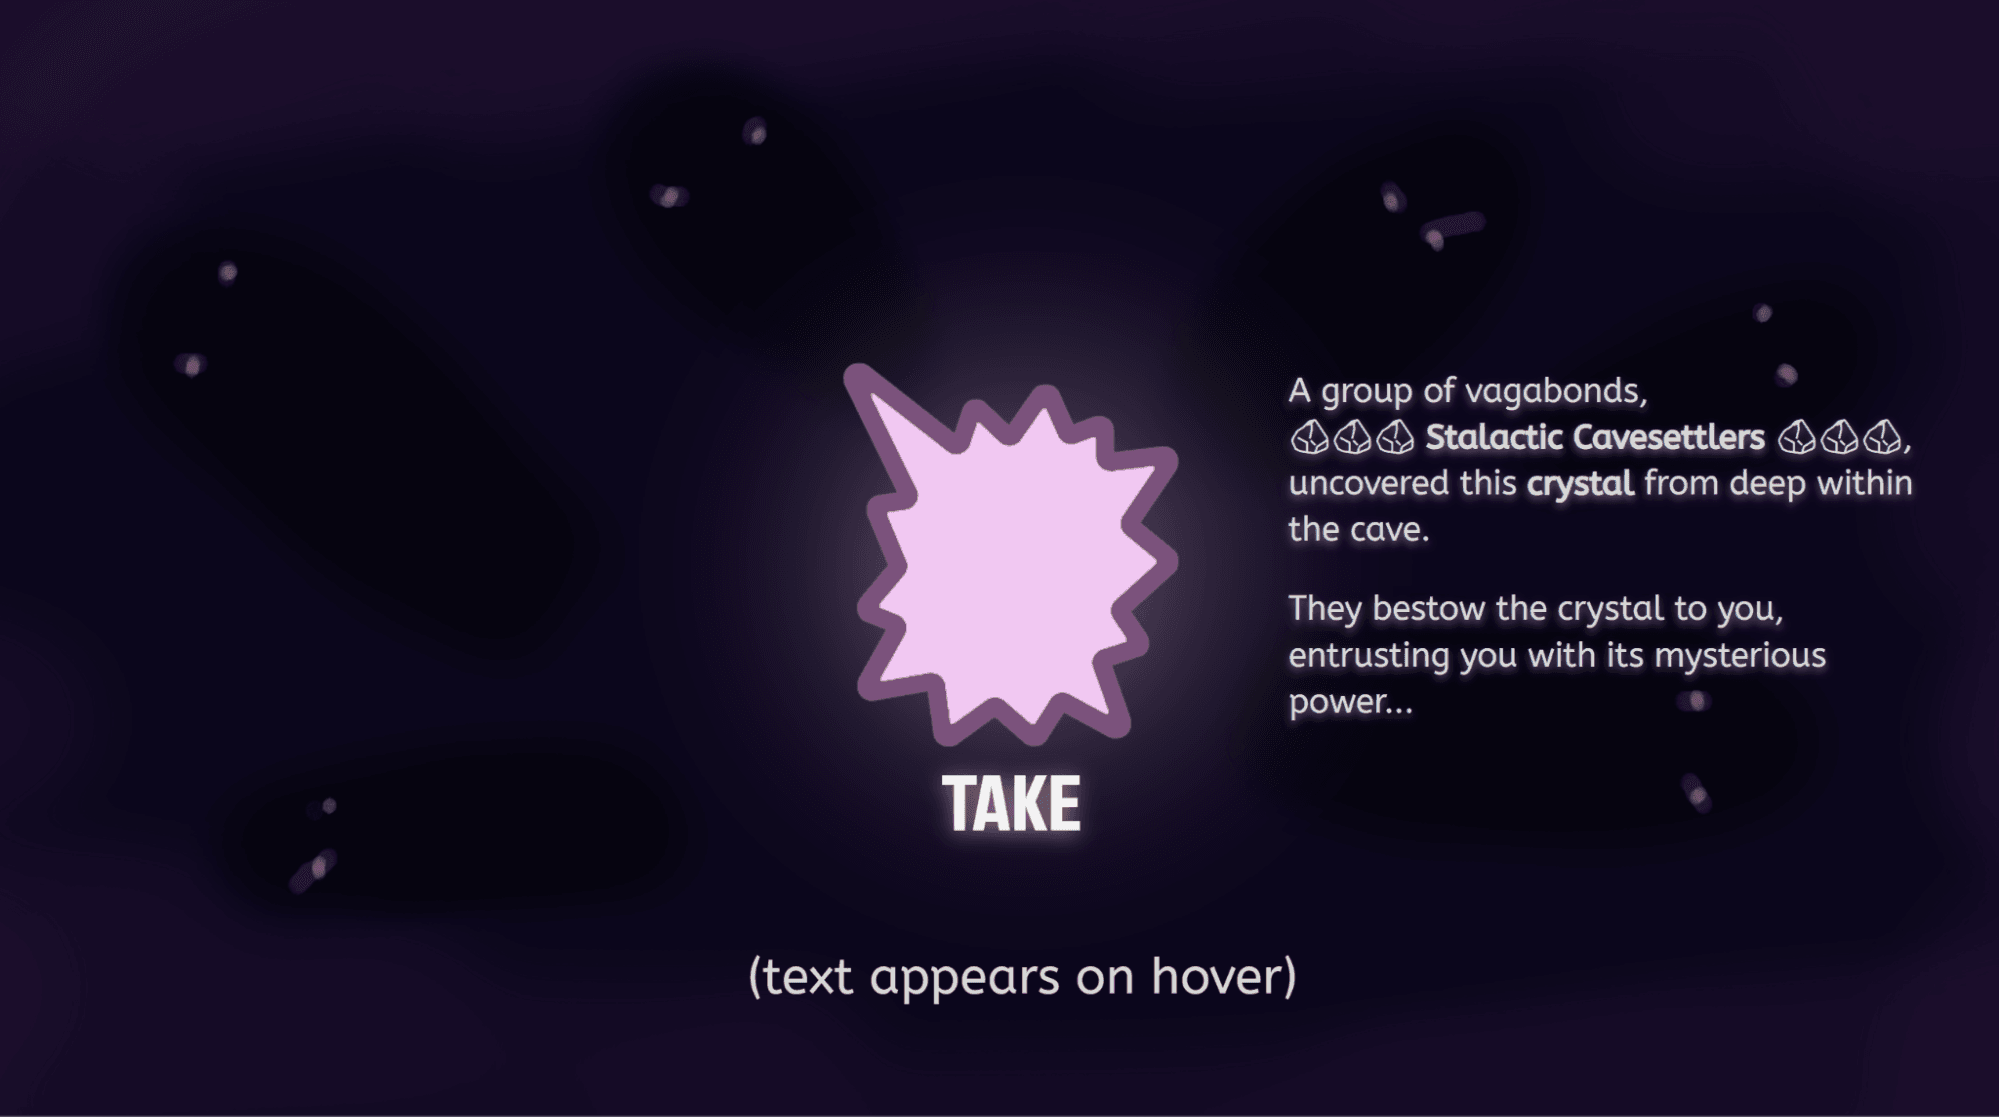 A group of vagabonds,
🪨🪨🪨 Stalactic Cavesettlers 🪨🪨🪨,
uncovered this crystal from deep within
the cave.
They bestow the crystal to you,
entrusting you with its mysterious
power...
TAKE
(text appears on hover)